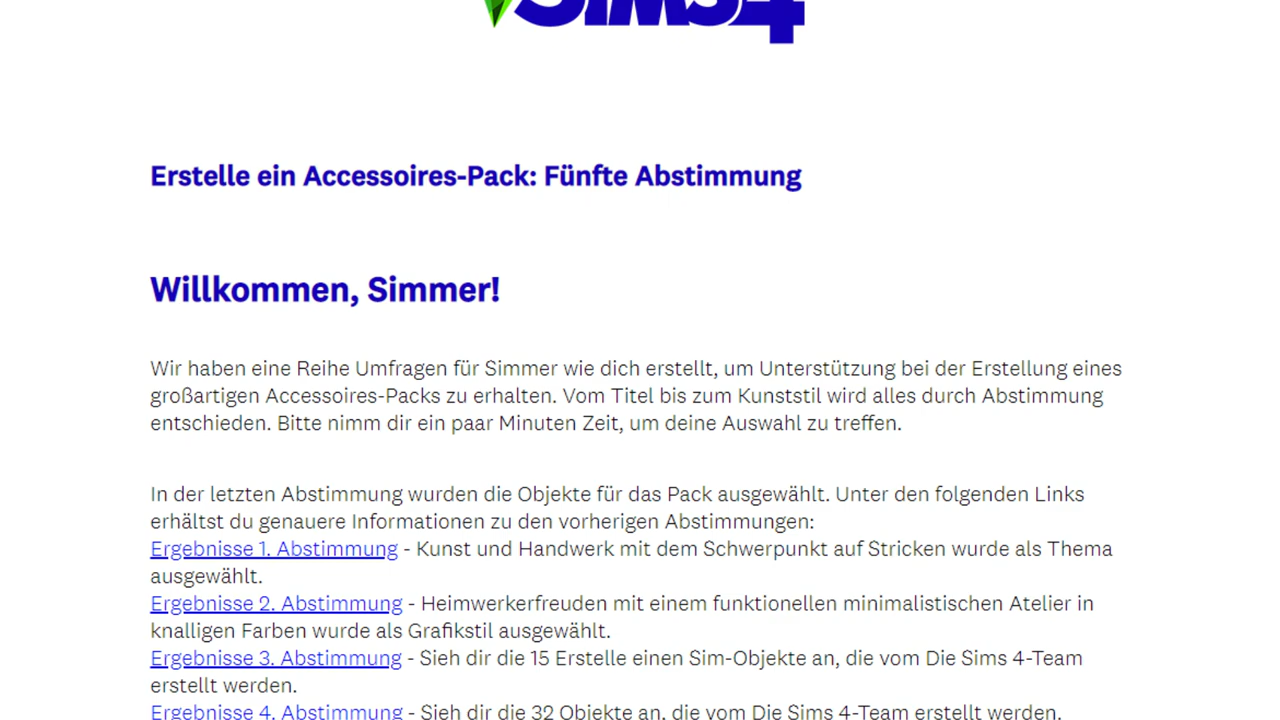 SIMS 4
Erstelle ein Accessoires-Pack: Fünfte Abstimmung
Willkommen, Simmer!
Wir haben eine Reihe Umfragen für Simmer wie dich erstellt, um Unterstützung bei der Erstellung eines
großartigen Accessoires-Packs zu erhalten. Vom Titel bis zum Kunststil wird alles durch Abstimmung
entschieden. Bitte nimm dir ein paar Minuten Zeit, um deine Auswahl zu treffen.
In der letzten Abstimmung wurden die Objekte für das Pack ausgewählt. Unter den folgenden Links
erhältst du genauere Informationen zu den vorherigen Abstimmungen:
Ergebnisse 1. Abstimmung - Kunst und Handwerk mit dem Schwerpunkt auf Stricken wurde als Thema
ausgewählt.
Ergebnisse 2. Abstimmung - Heimwerkerfreuden mit einem funktionellen minimalistischen Atelier in
knalligen Farben wurde als Grafikstil ausgewählt.
Ergebnisse 3. Abstimmung - Sieh dir die 15 Erstelle einen Sim-Objekte an, die vom Die Sims 4-Team
erstellt werden.
Ergebnisse 4. Abstimmung - Sieh dir die 32 Objekte an, die vom Die Sims 4-Team erstellt werden.